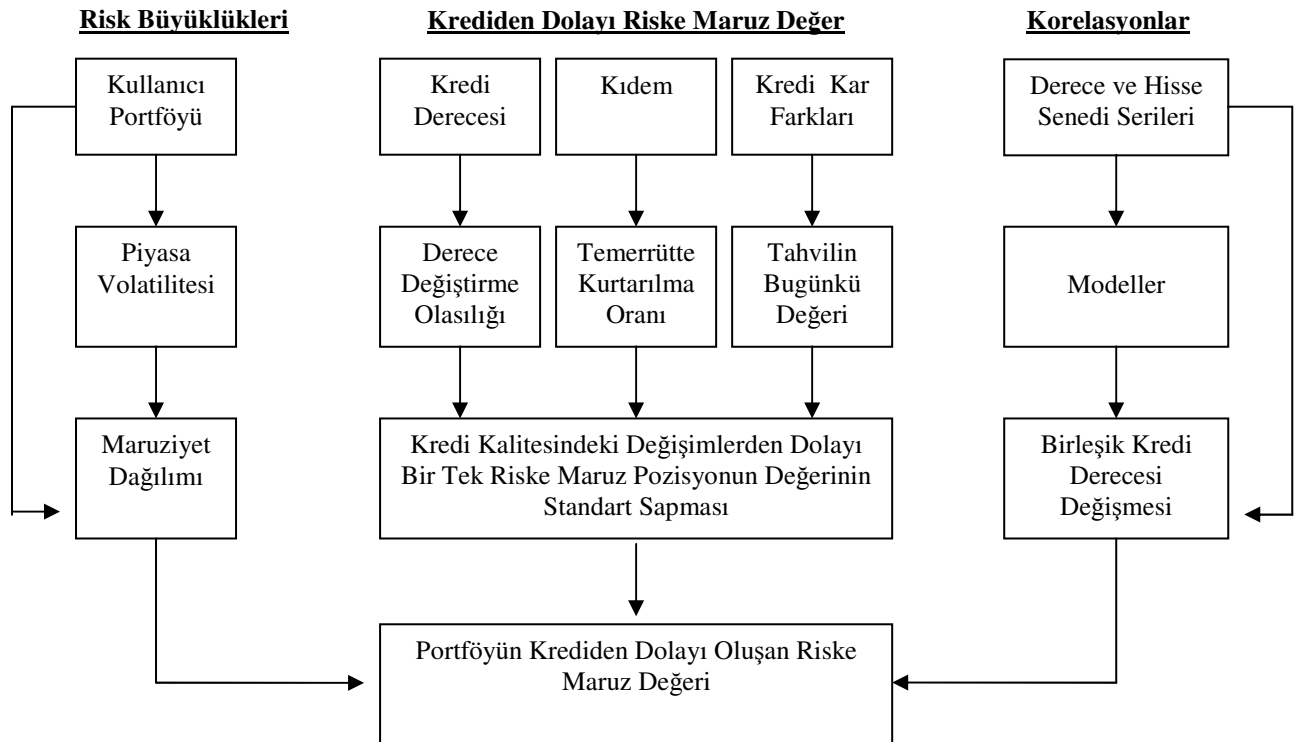 Risk Büyüklükleri
Krediden Dolayı Riske Maruz Değer
Korelasyonlar
Kullanıcı
Portföyü
Kredi
Derecesi
Kıdem
Kredi Kar
Farkları
Derece ve Hisse
Senedi Serileri
Piyasa
Volatilitesi
Derece
Değiştirme
Olasılığı
Temerrütte
Kurtarılma
Oranı
Tahvilin
Bugünkü
Değeri
Modeller
Maruziyet
Dağılımı
Kredi Kalitesindeki Değişimlerden Dolayı
Bir Tek Riske Maruz Pozisyonun Değerinin
Standart Sapması
Birleşik Kredi
Derecesi
Değişmesi
Portföyün Krediden Dolayı Oluşan Riske
Maruz Değeri